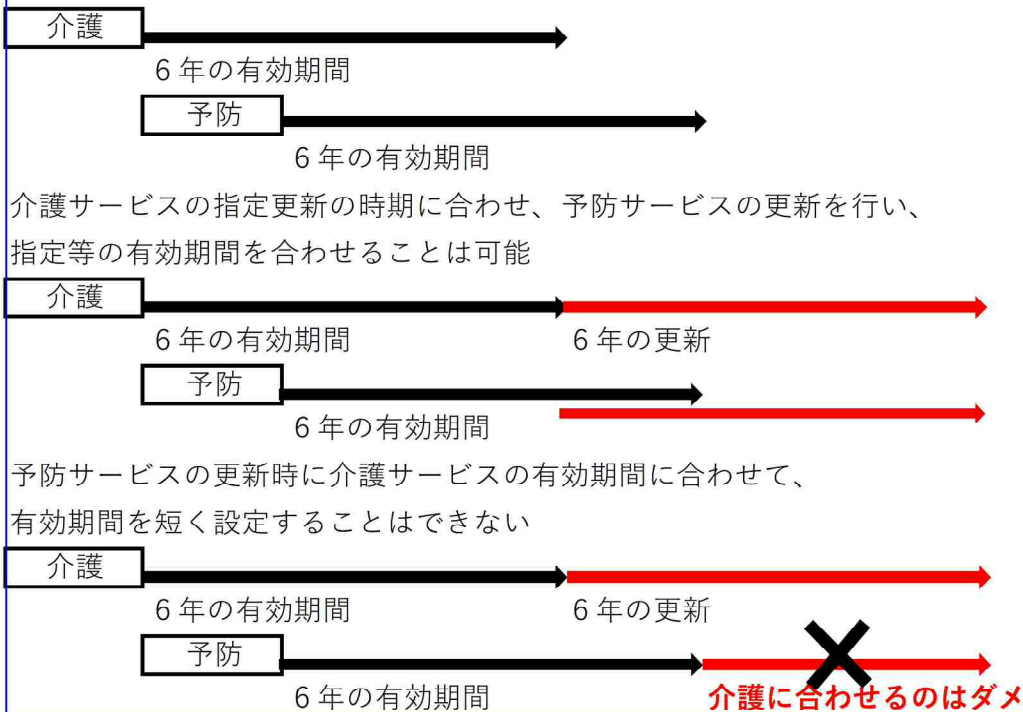 介護
6年の有効期間
予防
6年の有効期間
介護サービスの指定更新の時期に合わせ、予防サービスの更新を行い、
指定等の有効期間を合わせることは可能
介護
6年の有効期間 6年の更新
予防
6年の有効期間
予防サービスの更新時に介護サービスの有効期間に合わせて、
有効期間を短く設定することはできない
介護
6年の有効期間 6年の更新
予防
6年の有効期間 介護に合わせるのはダメ